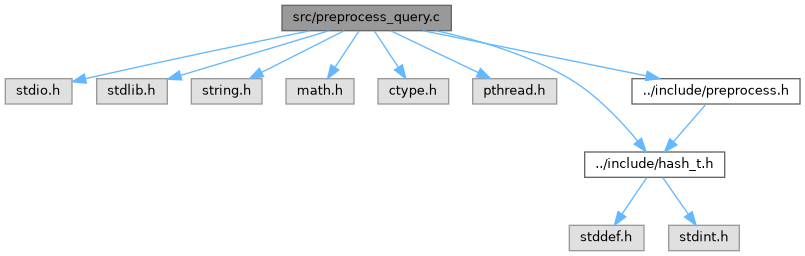 src/preprocess_query.c
stdio.h
stdlib.h
string.h
math.h
ctype.h
pthread.h
../include/preprocess.h
../include/hash_t.h
stddef.h
stdint.h